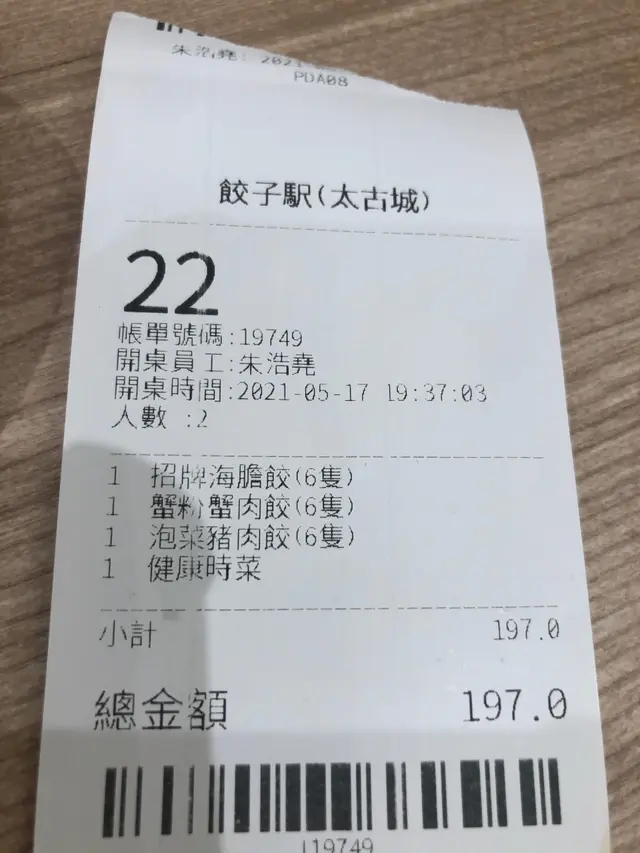 朱浩堯: 2021
PDA08
餃子駅(太古城)
22
帳單號碼:19749
開桌員工:朱浩堯
開桌時間:2021-05-17 19:37:03
人數 :2
1 招牌海膽餃(6隻)
1 蟹粉蟹肉餃(6隻)
1 泡菜豬肉餃(6隻)
1 健康時菜
小計 197.0
總金額 197.0
119749